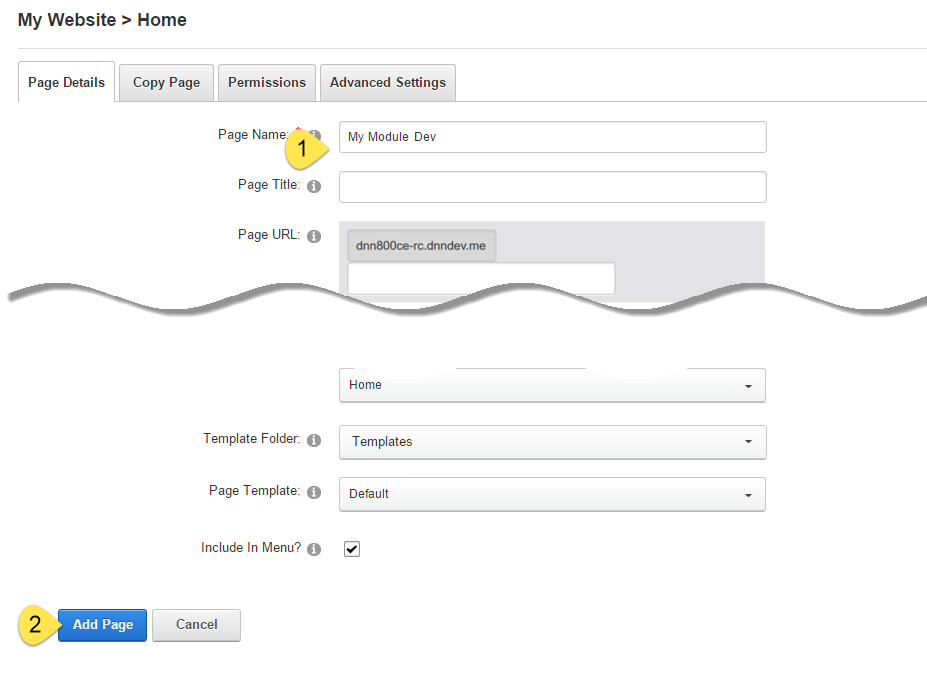 My Website > Home
Page Details Copy Page Permissions Advanced Settings
Page Name: * My Module Dev
1
Page Title:
Page URL: dnn800ce-rc.dnndev.me
Home
Template Folder: Templates
Page Template: Default
Include In Menu?
2 Add Page Cancel